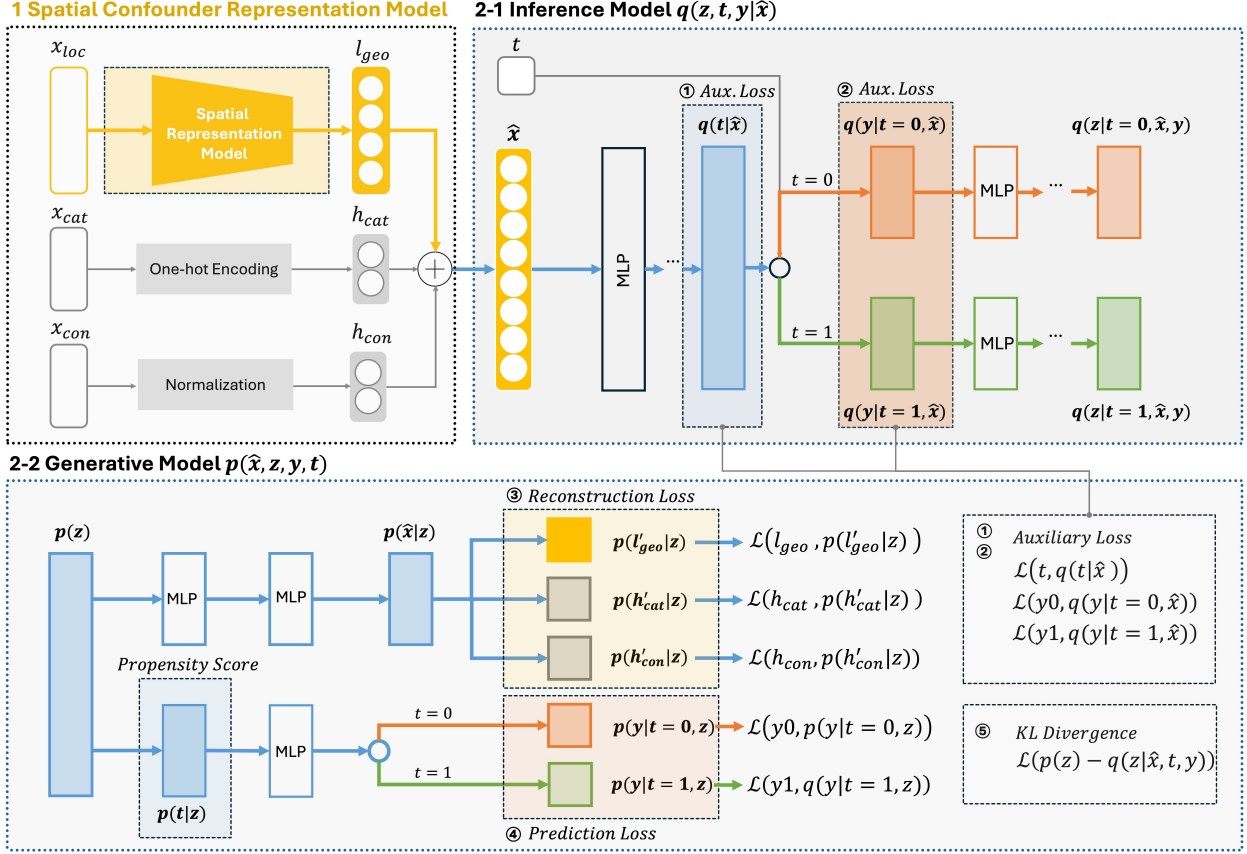 1 Spatial Confounder Representation Model
x_loc
l_geo
Spatial
Representation
Model
x_cat
h_cat
One-hot Encoding
+
x_con
h_con
Normalization
2-1 Inference Model q(z, t, y|x̂)
t
① Aux. Loss
② Aux. Loss
x̂
q(t|x̂)
q(y|t = 0, x̂)
q(z|t = 0, x̂, y)
MLP
...
t = 0
MLP
...
t = 1
MLP
...
q(y|t = 1, x̂)
q(z|t = 1, x̂, y)
2-2 Generative Model p(x̂, z, y, t)
p(z)
MLP
MLP
p(x̂|z)
③ Reconstruction Loss
p(l′_geo|z)
ℒ(l_geo , p(l′_geo|z) )
p(h′_cat|z)
ℒ(h_cat , p(h′_cat|z) )
p(h′_con|z)
ℒ(h_con, p(h′_con|z))
Propensity Score
p(t|z)
MLP
t = 0
t = 1
p(y|t = 0, z)
ℒ(y0, p(y|t = 0, z))
p(y|t = 1, z)
ℒ(y1, q(y|t = 1, z))
④ Prediction Loss
①
② Auxiliary Loss
ℒ(t, q(t|x̂ ))
ℒ(y0, q(y|t = 0, x̂))
ℒ(y1, q(y|t = 1, x̂))
⑤ KL Divergence
ℒ(p(z) − q(z|x̂, t, y))